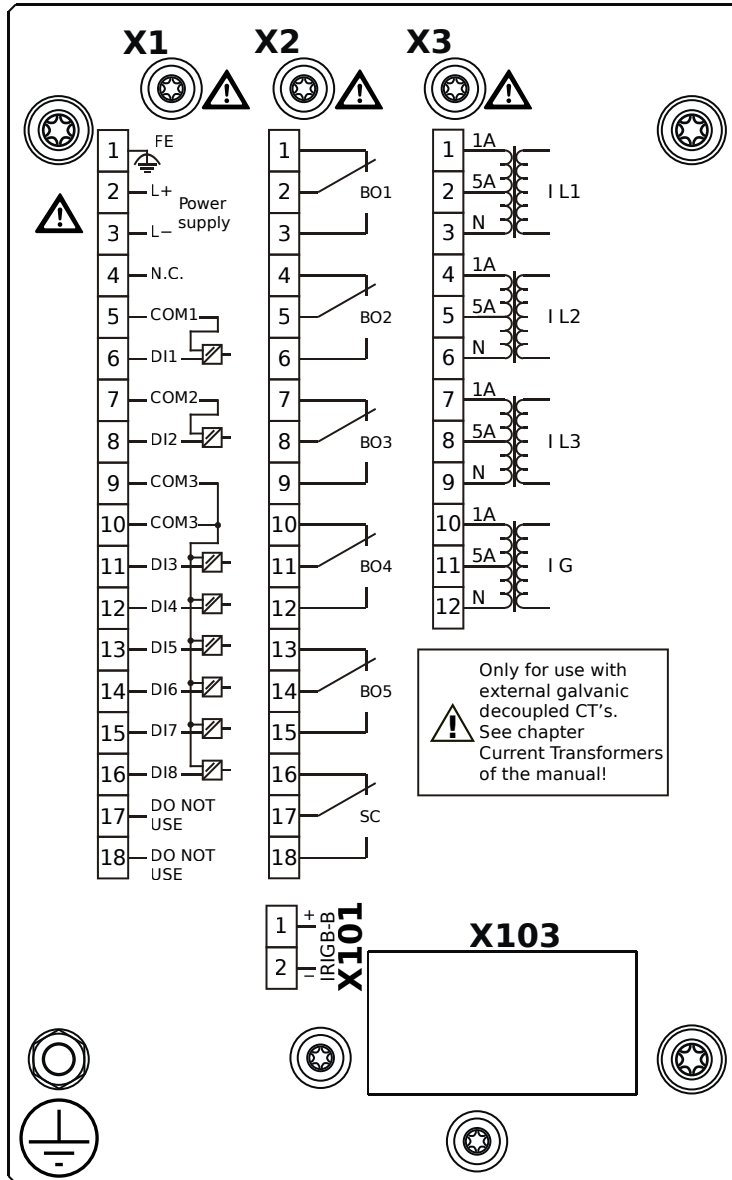 X1 X2 X3
1 FE
2 L+
Power
supply
3 L−
4 N.C.
5 COM1
6 DI1
7 COM2
8 DI2
9 COM3
10 COM3
11 DI3
12 DI4
13 DI5
14 DI6
15 DI7
16 DI8
17 DO NOT
USE
18 DO NOT
USE
1
2 BO1
3
4
5 BO2
6
7
8 BO3
9
10
11 BO4
12
13
14 BO5
15
16
17 SC
18
1 1A
2 5A I L1
3 N
4 1A
5 5A I L2
6 N
7 1A
8 5A I L3
9 N
10 1A
11 5A I G
12 N
!
!
!
!
!
Only for use with
external galvanic
decoupled CT's.
See chapter
Current Transformers
of the manual!
1 +
2 −
IRIGB-B
X101
X103